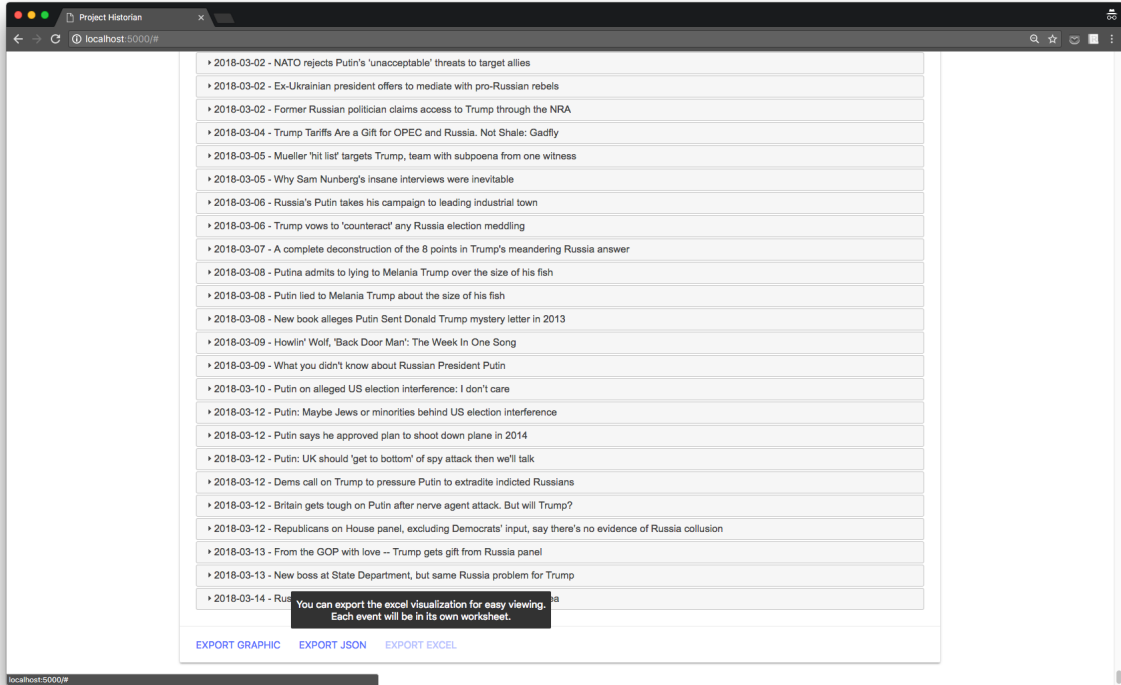 Project Historian
localhost:5000/#
2018-03-02 - NATO rejects Putin's 'unacceptable' threats to target allies
2018-03-02 - Ex-Ukrainian president offers to mediate with pro-Russian rebels
2018-03-02 - Former Russian politician claims access to Trump through the NRA
2018-03-04 - Trump Tariffs Are a Gift for OPEC and Russia. Not Shale: Gadfly
2018-03-05 - Mueller 'hit list' targets Trump, team with subpoena from one witness
2018-03-05 - Why Sam Nunberg's insane interviews were inevitable
2018-03-06 - Russia's Putin takes his campaign to leading industrial town
2018-03-06 - Trump vows to 'counteract' any Russia election meddling
2018-03-07 - A complete deconstruction of the 8 points in Trump's meandering Russia answer
2018-03-08 - Putina admits to lying to Melania Trump over the size of his fish
2018-03-08 - Putin lied to Melania Trump about the size of his fish
2018-03-08 - New book alleges Putin Sent Donald Trump mystery letter in 2013
2018-03-09 - Howlin' Wolf, 'Back Door Man': The Week In One Song
2018-03-09 - What you didn't know about Russian President Putin
2018-03-10 - Putin on alleged US election interference: I don't care
2018-03-12 - Putin: Maybe Jews or minorities behind US election interference
2018-03-12 - Putin says he approved plan to shoot down plane in 2014
2018-03-12 - Putin: UK should 'get to bottom' of spy attack then we'll talk
2018-03-12 - Dems call on Trump to pressure Putin to extradite indicted Russians
2018-03-12 - Britain gets tough on Putin after nerve agent attack. But will Trump?
2018-03-12 - Republicans on House panel, excluding Democrats' input, say there's no evidence of Russia collusion
2018-03-13 - From the GOP with love -- Trump gets gift from Russia panel
2018-03-13 - New boss at State Department, but same Russia problem for Trump
2018-03-14 -
You can export the excel visualization for easy viewing.
Each event will be in its own worksheet.
EXPORT GRAPHIC EXPORT JSON EXPORT EXCEL
localhost:5000/#